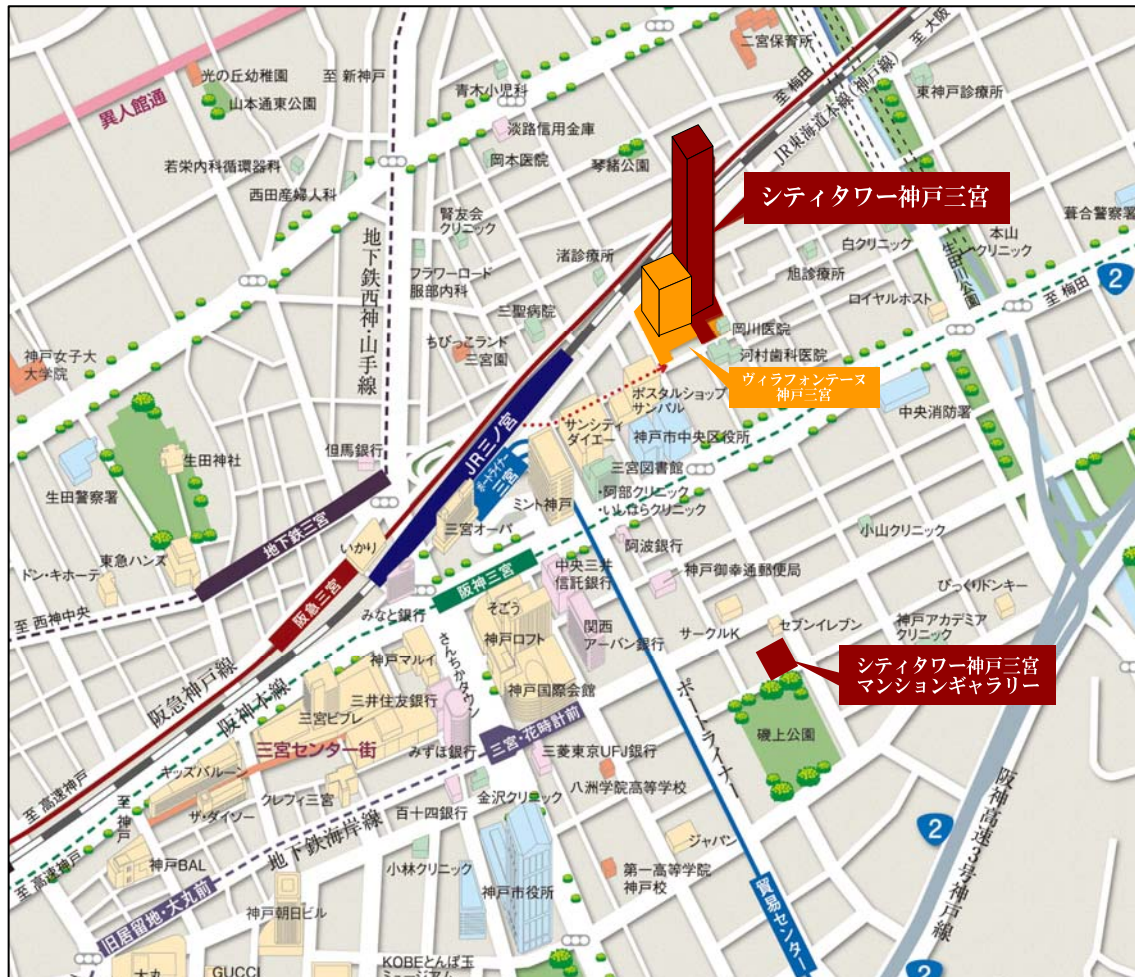 二宮保育所
至 大阪
光の丘幼稚園
至 新神戸
山本通東公園
異人館通
青木小児科
至 梅田
JR東海道本線(神戸線)
東神戸診療所
淡路信用金庫
岡本医院
琴緒公園
若栄内科循環器科
西田産婦人科
シティタワー神戸三宮
賢友会
クリニック
葺合警察署
本山
クリニック
白クリニック
生田川公園
地下鉄西神・山手線
フラワーロード
服部内科
渚診療所
旭診療所
2
至 梅田
ロイヤルホスト
三聖病院
岡川医院
ちびっこランド
三宮園
河村歯科医院
神戸女子大
大学院
ヴィラフォンテーヌ
神戸三宮
ポスタルショップ
サンパル
中央消防署
サンシティ
ダイエー
神戸市中央区役所
JR三ノ宮
但馬銀行
生田神社
三宮図書館
ポートライナー
三宮
生田警察署
ミント神戸
・阿部クリニック
・いしはらクリニック
三宮オーパ
地下鉄三宮
小山クリニック
いかり
阿波銀行
東急ハンズ
ドン・キホーテ
中央三井
信託銀行
神戸御幸通郵便局
阪神三宮
びっくりドンキー
阪急三宮
みなと銀行
至 西神中央
そごう
サークルK
セブンイレブン
神戸アカデミア
クリニック
関西
アーバン銀行
神戸ロフト
さんちかタウン
神戸マルイ
シティタワー神戸三宮
マンションギャラリー
神戸国際会館
阪急神戸線
阪神本線
三井住友銀行
ポートライナー
三宮ビブレ
磯上公園
三宮・花時計前
三宮センター街
みずほ銀行
三菱東京UFJ銀行
キッズパルー
八洲学院高等学校
至 高速神戸
クレフィ三宮
金沢クリニック
至 神戸
ザ・ダイソー
百十四銀行
阪神高速3号神戸線
2
ジャパン
地下鉄海岸線
神戸BAL
小林クリニック
第一高等学院
神戸校
至 高速神戸
神戸市役所
貿易センター
旧居留地・大丸前
神戸朝日ビル
KOBEとんぼ玉
ミュージアム
大丸
GUCCI